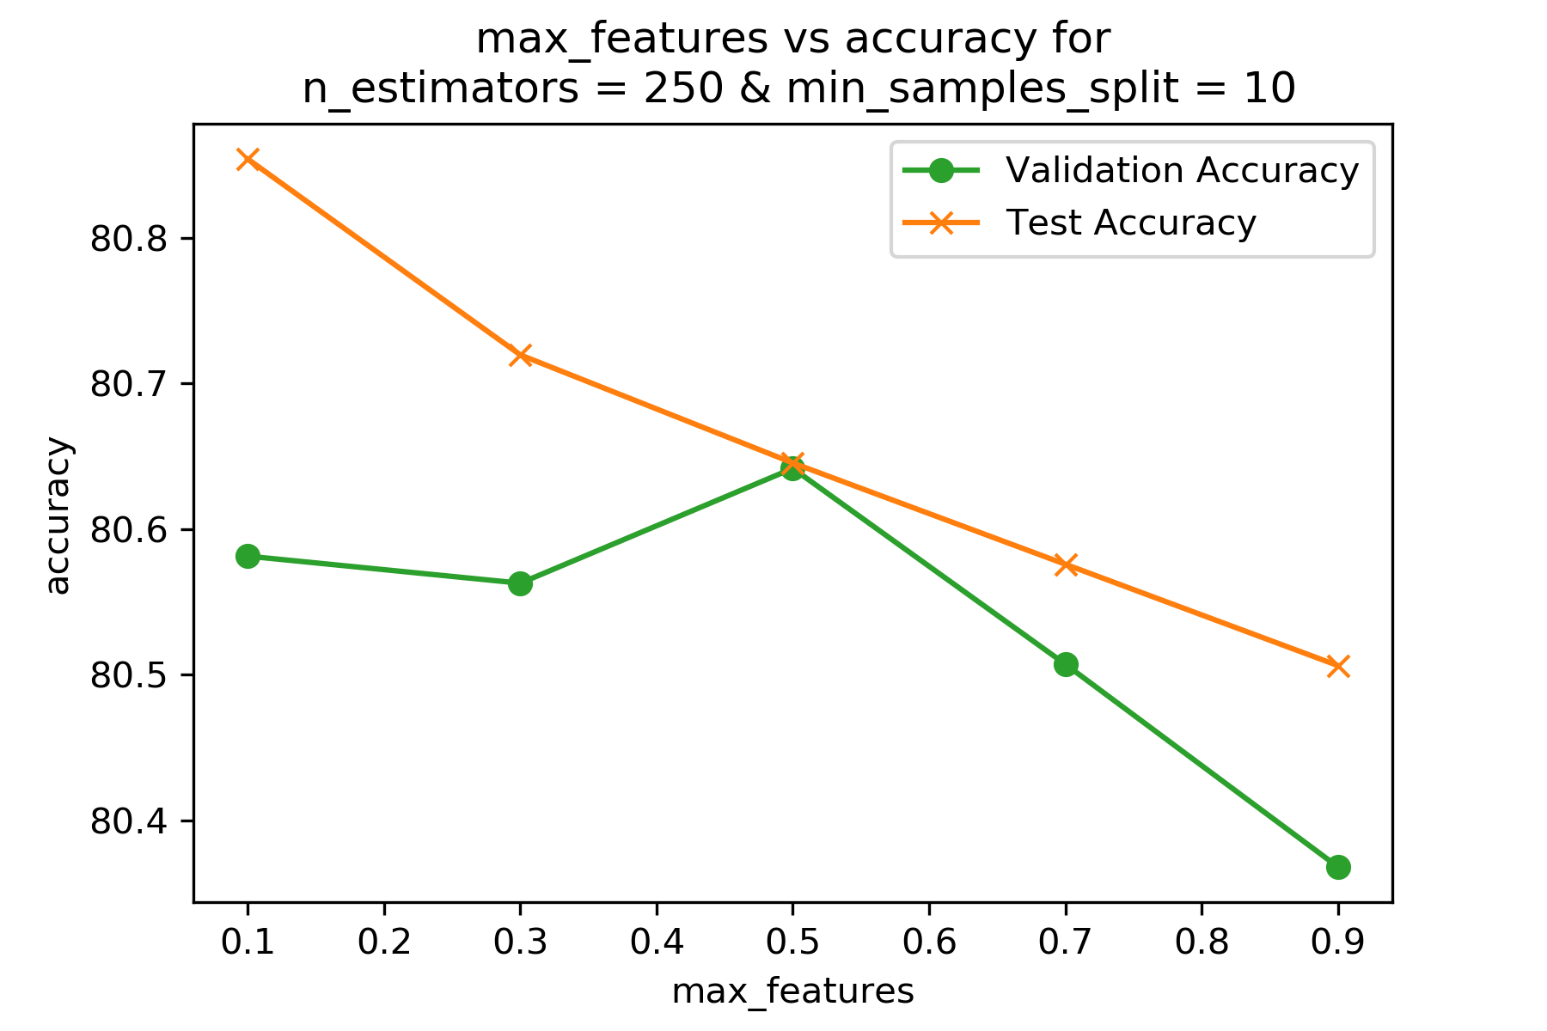 max_features vs accuracy for
n_estimators = 250 & min_samples_split = 10
Validation Accuracy
Test Accuracy
accuracy
80.8
80.7
80.6
80.5
80.4
0.1 0.2 0.3 0.4 0.5 0.6 0.7 0.8 0.9
max_features